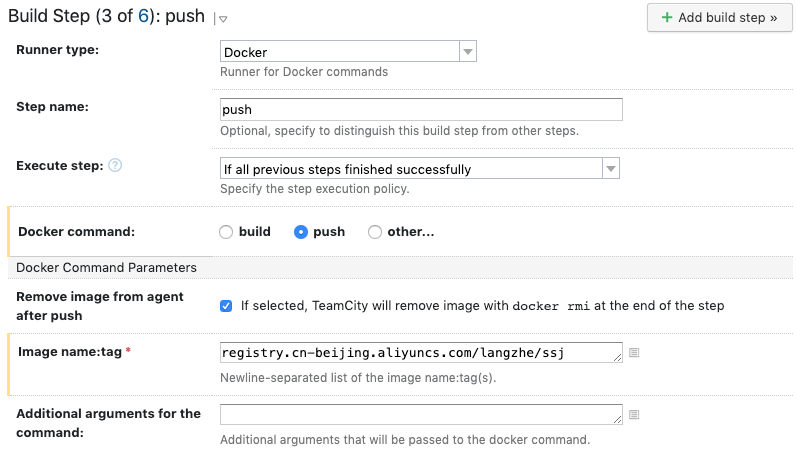 Build Step (3 of 6): push
+ Add build step »
Runner type:
Docker
Runner for Docker commands
Step name:
push
Optional, specify to distinguish this build step from other steps.
Execute step: ?
If all previous steps finished successfully
Specify the step execution policy.
Docker command:
build push other...
Docker Command Parameters
Remove image from agent
after push
If selected, TeamCity will remove image with docker rmi at the end of the step
Image name:tag *
registry.cn-beijing.aliyuncs.com/langzhe/ssj
Newline-separated list of the image name:tag(s).
Additional arguments for the
command:
Additional arguments that will be passed to the docker command.